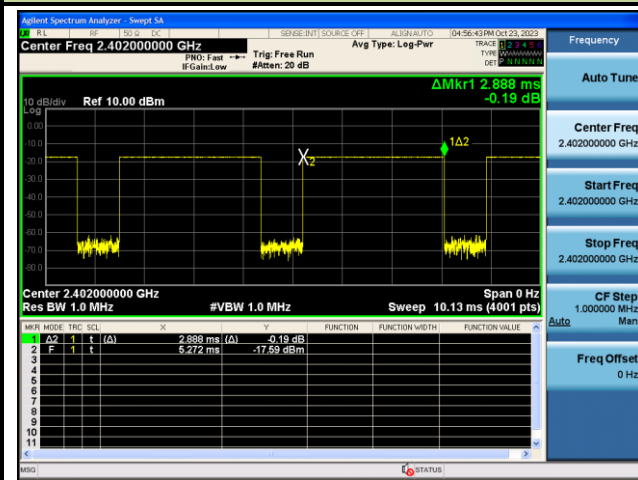 Agilent Spectrum Analyzer - Swept SA
RL RF 50 Ω DC SENSE:INT SOURCE OFF ALIGN AUTO 04:56:43 PM Oct 23, 2023
Center Freq 2.402000000 GHz Avg Type: Log-Pwr TRACE 1 2 3 4 5 6
PNO: Fast Trig: Free Run TYPE
IFGain:Low #Atten: 20 dB DET P N N N N N
ΔMkr1 2.888 ms
-0.19 dB
10 dB/div Ref 10.00 dBm
Log
0.00
-10.0
1Δ2
2
-20.0
-30.0
-40.0
-50.0
-60.0
-70.0
-80.0
Center 2.402000000 GHz Span 0 Hz
Res BW 1.0 MHz #VBW 1.0 MHz Sweep 10.13 ms (4001 pts)
MKR MODE TRC SCL X Y FUNCTION FUNCTION WIDTH FUNCTION VALUE
1 Δ2 1 t (Δ) 2.888 ms (Δ) -0.19 dB
2 F 1 t 5.272 ms -17.59 dBm
3
4
5
6
7
8
9
10
11
MSG STATUS
Frequency
Auto Tune
Center Freq
2.402000000 GHz
Start Freq
2.402000000 GHz
Stop Freq
2.402000000 GHz
CF Step
1.000000 MHz
Auto Man
Freq Offset
0 Hz